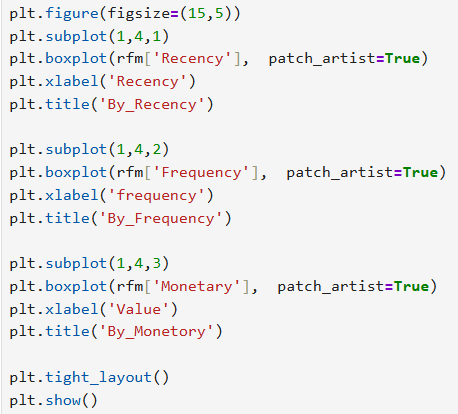 plt.figure(figsize=(15,5))
plt.subplot(1,4,1)
plt.boxplot(rfm['Recency'],  patch_artist=True)
plt.xlabel('Recency')
plt.title('By_Recency')

plt.subplot(1,4,2)
plt.boxplot(rfm['Frequency'],  patch_artist=True)
plt.xlabel('frequency')
plt.title('By_Frequency')

plt.subplot(1,4,3)
plt.boxplot(rfm['Monetary'],  patch_artist=True)
plt.xlabel('Value')
plt.title('By_Monetory')

plt.tight_layout()
plt.show()